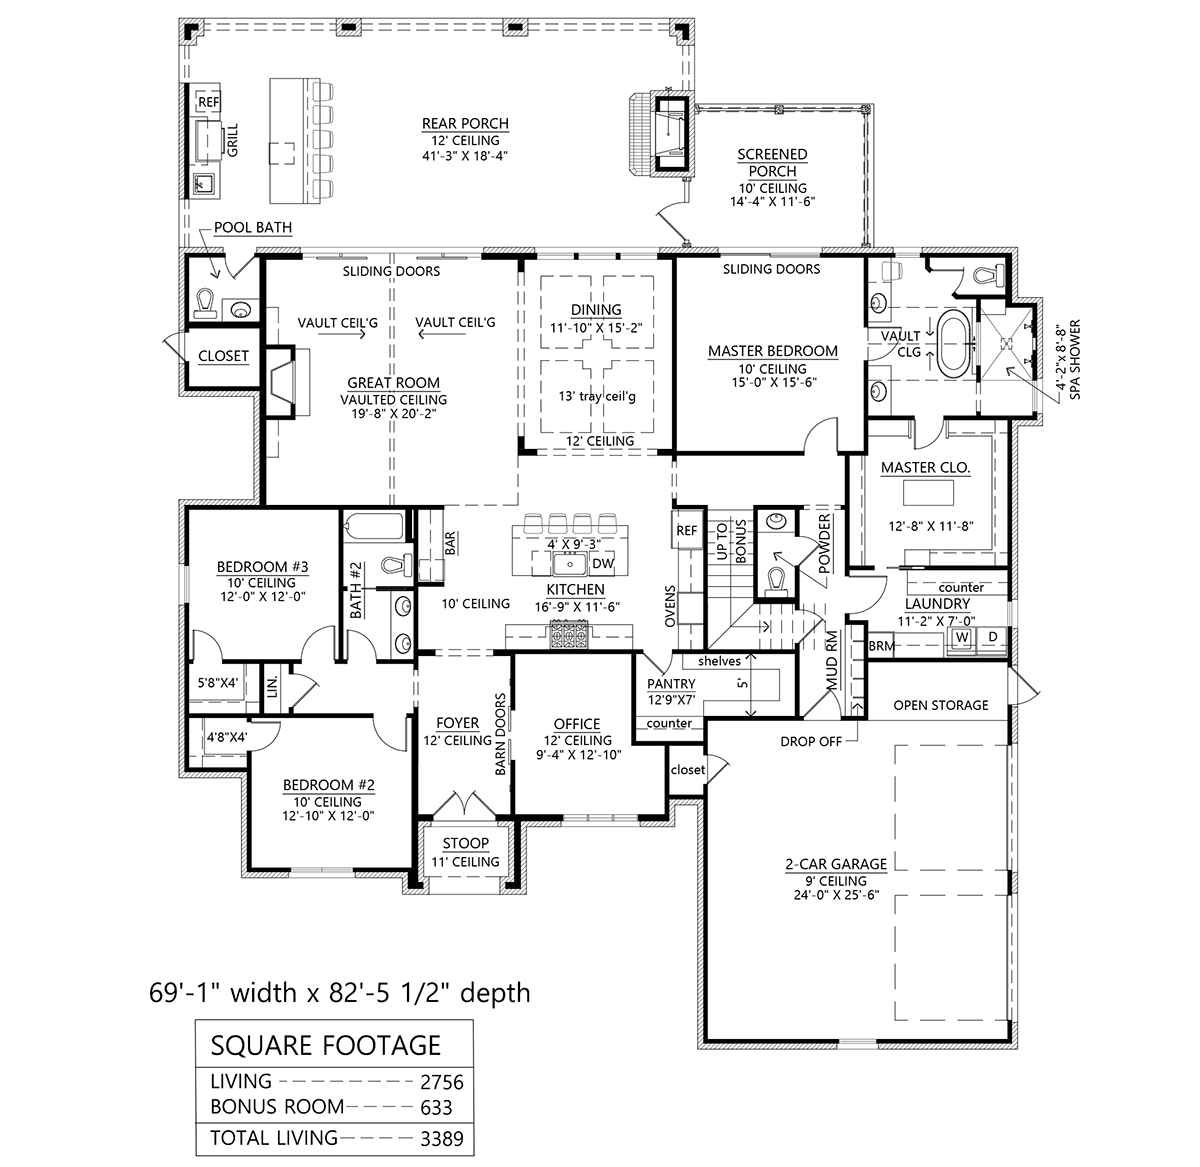 REF
GRILL
REAR PORCH
12' CEILING
41'-3" X 18'-4"
SCREENED
PORCH
10' CEILING
14'-4" X 11'-6"
POOL BATH
SLIDING DOORS
SLIDING DOORS
VAULT CEIL'G
VAULT CEIL'G
DINING
11'-10" X 15'-2"
CLOSET
GREAT ROOM
VAULTED CEILING
19'-8" X 20'-2"
13' tray ceil'g
12' CEILING
MASTER BEDROOM
10' CEILING
15'-0" X 15'-6"
VAULT
CLG
4'-2"x 8'-8"
SPA SHOWER
MASTER CLO.
12'-8" X 11'-8"
BEDROOM #3
10' CEILING
12'-0" X 12'-0"
BATH #2
BAR
4' X 9'-3"
DW
REF
KITCHEN
16'-9" X 11'-6"
10' CEILING
OVENS
UP TO
BONUS
POWDER
counter
LAUNDRY
11'-2" X 7'-0"
BRM
W
D
MUD RM
5'8"X4'
LIN.
shelves
PANTRY
12'9"X7'
5'
counter
OPEN STORAGE
DROP OFF
4'8"X4'
FOYER
12' CEILING
BARN DOORS
OFFICE
12' CEILING
9'-4" X 12'-10"
closet
BEDROOM #2
10' CEILING
12'-10" X 12'-0"
STOOP
11' CEILING
2-CAR GARAGE
9' CEILING
24'-0" X 25'-6"
69'-1" width x 82'-5 1/2" depth
SQUARE FOOTAGE
LIVING 2756
BONUS ROOM 633
TOTAL LIVING 3389